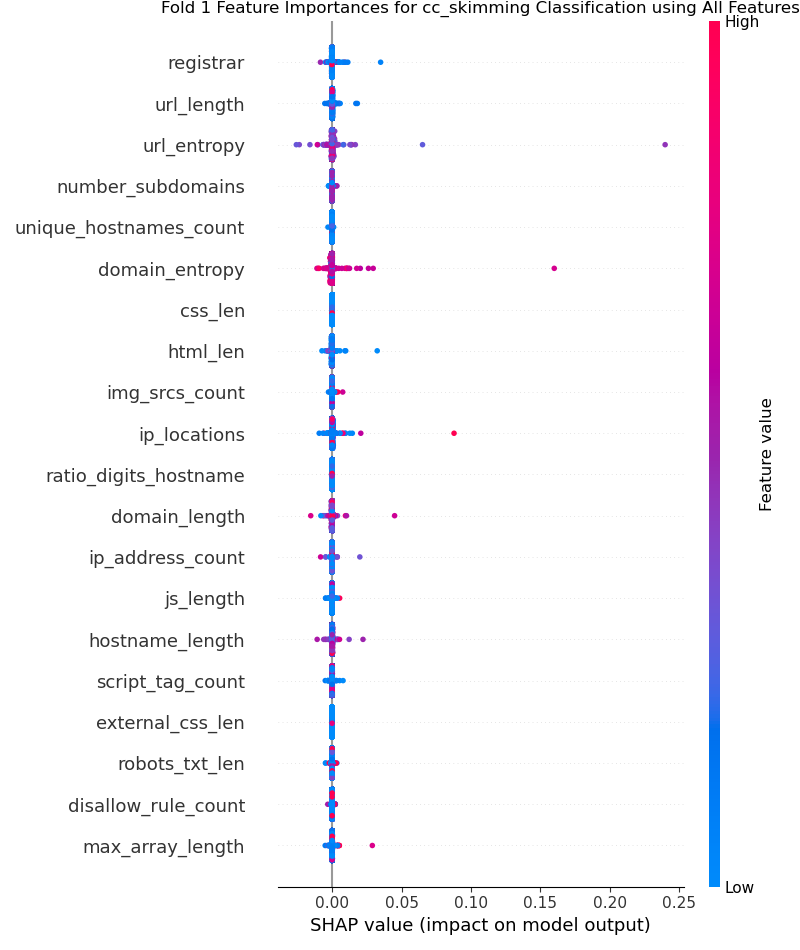 Fold 1 Feature Importances for cc_skimming Classification using All Features
High
registrar
url_length
url_entropy
number_subdomains
unique_hostnames_count
domain_entropy
css_len
html_len
img_srcs_count
ip_locations
ratio_digits_hostname
domain_length
ip_address_count
js_length
hostname_length
script_tag_count
external_css_len
robots_txt_len
disallow_rule_count
max_array_length
Feature value
Low
0.00 0.05 0.10 0.15 0.20 0.25
SHAP value (impact on model output)